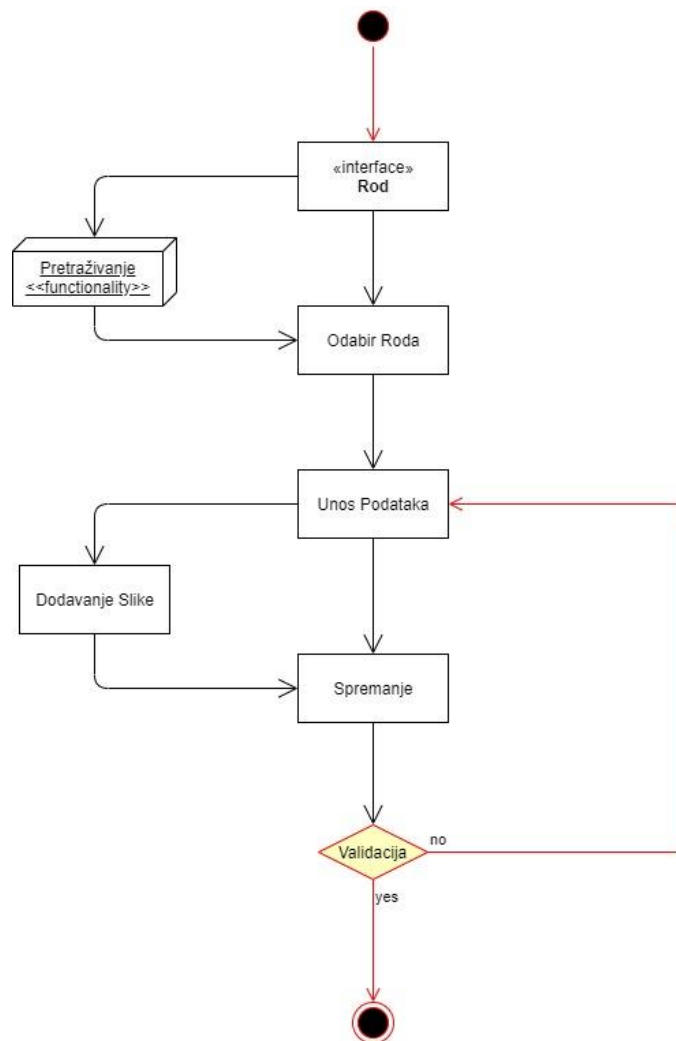 «interface»
Rod
Pretraživanje
<<functionality>>
Odabir Roda
Unos Podataka
Dodavanje Slike
Spremanje
Validacija
no
yes